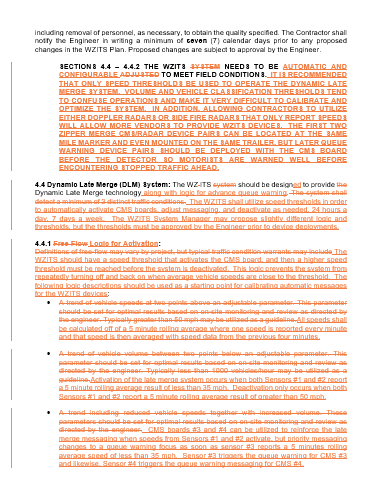 including removal of personnel, as necessary, to obtain the quality specified. The Contractor shall
notify the Engineer in writing a minimum of seven (7) calendar days prior to any proposed
changes in the WZITS Plan. Proposed changes are subject to approval by the Engineer.
SECTIONS 4.4 – 4.4.2 THE WZITS SYSTEM NEEDS TO BE AUTOMATIC AND
CONFIGURABLE ADJUSTED TO MEET FIELD CONDITIONS. IT IS RECOMMENDED
THAT ONLY SPEED THRESHOLDS BE USED TO OPERATE THE DYNAMIC LATE
MERGE SYSTEM. VOLUME AND VEHICLE CLASSIFICATION THRESHOLDS TEND
TO CONFUSE OPERATIONS AND MAKE IT VERY DIFFICULT TO CALIBRATE AND
OPTIMIZE THE SYSTEM. IN ADDITION, ALLOWING CONTRACTORS TO UTILIZE
EITHER DOPPLER RADARS OR SIDE FIRE RADARS THAT ONLY REPORT SPEEDS
WILL ALLOW MORE VENDORS TO PROVIDE WZITS DEVICES. THE FIRST TWO
ZIPPER MERGE CMS/RADAR DEVICE PAIRS CAN BE LOCATED AT THE SAME
MILE MARKER AND EVEN MOUNTED ON THE SAME TRAILER, BUT LATER QUEUE
WARNING DEVICE PAIRS SHOULD BE DEPLOYED WITH THE CMS BOARD
BEFORE THE DETECTOR SO MOTORISTS ARE WARNED WELL BEFORE
ENCOUNTERING STOPPED TRAFFIC AHEAD.
4.4 Dynamic Late Merge (DLM) System: The WZ-ITS system should be designed to provide the
Dynamic Late Merge technology along with logic for advance queue warning. The system shall
detect a minimum of 3 distinct traffic conditions. The WZITS shall utilize speed thresholds in order
to automatically activate CMS boards, adjust messaging, and deactivate as needed, 24 hours a
day, 7 days a week. The WZITS System Manager may propose slightly different logic and
thresholds, but the thresholds must be approved by the Engineer prior to device deployments.
4.4.1 Free Flow Logic for Activation:
Definitions of free flow may vary by project, but typical traffic condition warrants may include The
WZITS should have a speed threshold that activates the CMS board, and then a higher speed
threshold must be reached before the system is deactivated. This logic prevents the system from
repeatedly turning off and back on when average vehicle speeds are close to the threshold. The
following logic descriptions should be used as a starting point for calibrating automatic messages
for the WZITS devices:
• A trend of vehicle speeds at two points above an adjustable parameter. This parameter
should be set for optimal results based on on-site monitoring and review as directed by
the engineer. Typically greater than 50 mph may be utilized as a guideline. All speeds shall
be calculated off of a 5 minute rolling average where one speed is reported every minute
and that speed is then averaged with speed data from the previous four minutes.
• A trend of vehicle volume between two points below an adjustable parameter. This
parameter should be set for optimal results based on on-site monitoring and review as
directed by the engineer. Typically less than 1000 vehicles/hour may be utilized as a
guideline. Activation of the late merge system occurs when both Sensors #1 and #2 report
a 5 minute rolling average result of less than 35 mph. Deactivation only occurs when both
Sensors #1 and #2 report a 5 minute rolling average result of greater than 50 mph.
• A trend including reduced vehicle speeds together with increased volume. These
parameters should be set for optimal results based on on-site monitoring and review as
directed by the engineer. CMS boards #3 and #4 can be utilized to reinforce the late
merge messaging when speeds from Sensors #1 and #2 activate, but priority messaging
changes to a queue warning focus as soon as sensor #3 reports a 5 minutes rolling
average speed of less than 35 mph. Sensor #3 triggers the queue warning for CMS #3
and likewise, Sensor #4 triggers the queue warning messaging for CMS #4.